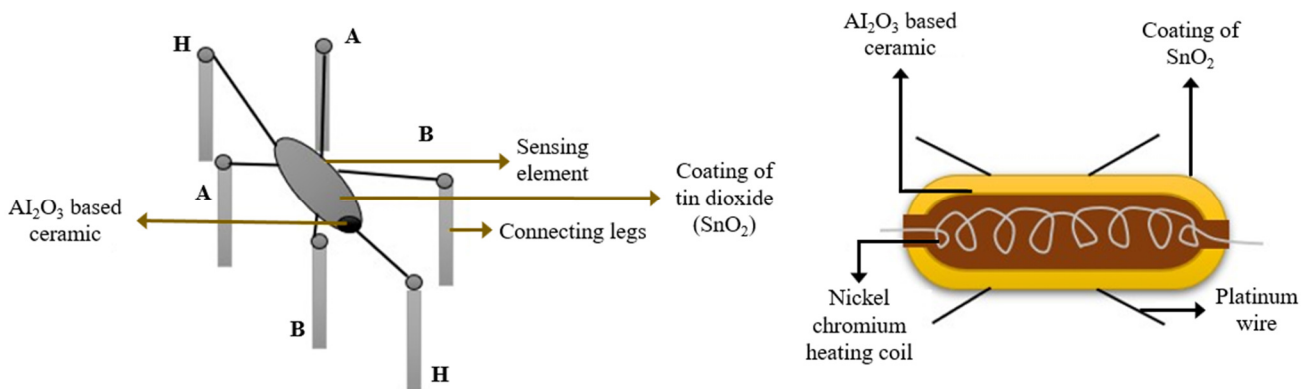 H
A
B
Sensing
element
A
Coating of
tin dioxide
(SnO₂)
AI₂O₃ based
ceramic
Connecting legs
B
H
AI₂O₃ based
ceramic
Coating of
SnO₂
Nickel
chromium
heating coil
Platinum
wire